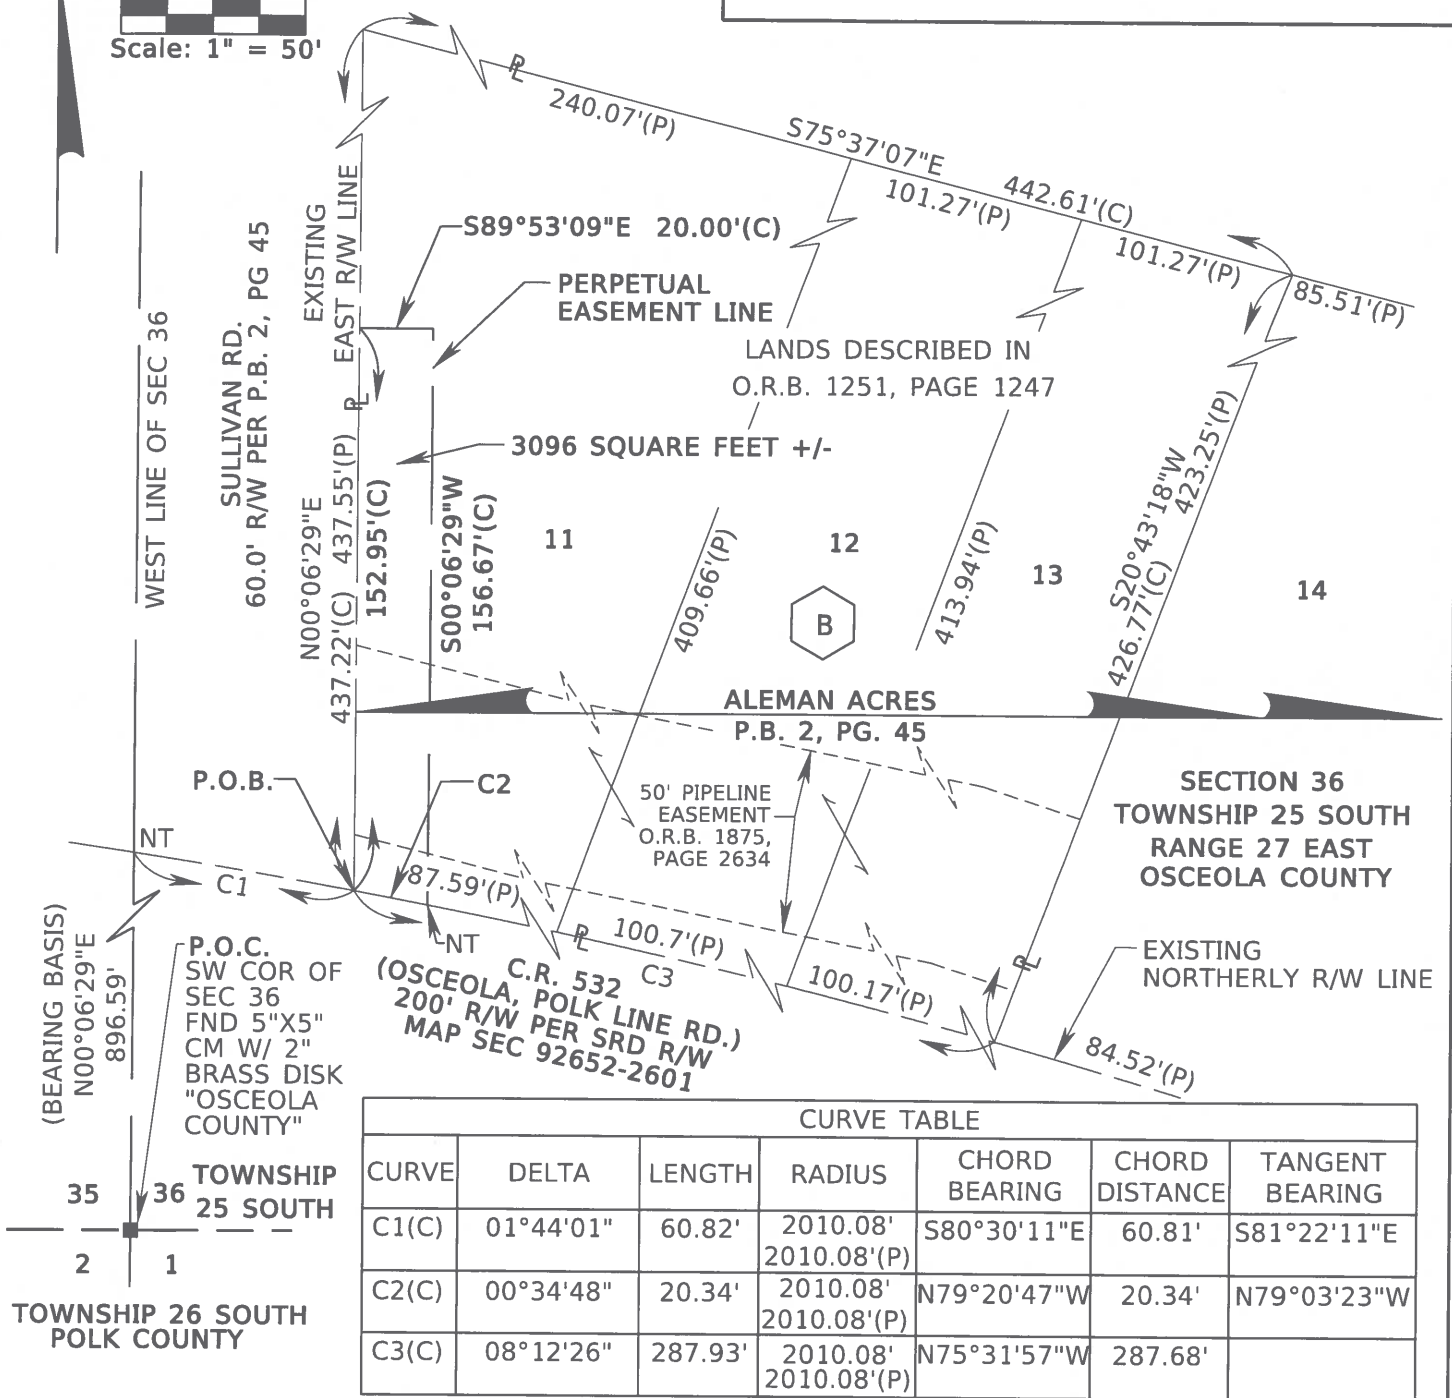 Scale: 1" = 50'
PL
240.07'(P)
S75°37'07"E
101.27'(P)
442.61'(C)
101.27'(P)
85.51'(P)
S89°53'09"E 20.00'(C)
PERPETUAL
EASEMENT LINE
LANDS DESCRIBED IN
O.R.B. 1251, PAGE 1247
3096 SQUARE FEET +/-
WEST LINE OF SEC 36
SULLIVAN RD.
60.0' R/W PER P.B. 2, PG 45
EXISTING
EAST R/W LINE
PL
N00°06'29"E
437.22'(C) 437.55'(P)
152.95'(C)
S00°06'29"W
156.67'(C)
11
12
13
14
B
409.66'(P)
413.94'(P)
S20°43'18"W
426.77'(C) 423.25'(P)
ALEMAN ACRES
P.B. 2, PG. 45
P.O.B.
C2
50' PIPELINE
EASEMENT
O.R.B. 1875,
PAGE 2634
SECTION 36
TOWNSHIP 25 SOUTH
RANGE 27 EAST
OSCEOLA COUNTY
NT
C1
87.59'(P)
NT
PL
100.7'(P)
C3
100.17'(P)
PL
EXISTING
NORTHERLY R/W LINE
84.52'(P)
C.R. 532
(OSCEOLA, POLK LINE RD.)
200' R/W PER SRD R/W
MAP SEC 92652-2601
(BEARING BASIS)
N00°06'29"E
896.59'
P.O.C.
SW COR OF
SEC 36
FND 5"X5"
CM W/ 2"
BRASS DISK
"OSCEOLA
COUNTY"
35
36
TOWNSHIP
25 SOUTH
2
1
TOWNSHIP 26 SOUTH
POLK COUNTY
CURVE TABLE
CURVE DELTA LENGTH RADIUS CHORD BEARING CHORD DISTANCE TANGENT BEARING
C1(C) 01°44'01" 60.82' 2010.08' S80°30'11"E 60.81' S81°22'11"E
2010.08'(P)
C2(C) 00°34'48" 20.34' 2010.08' N79°20'47"W 20.34' N79°03'23"W
2010.08'(P)
C3(C) 08°12'26" 287.93' 2010.08' N75°31'57"W 287.68'
2010.08'(P)